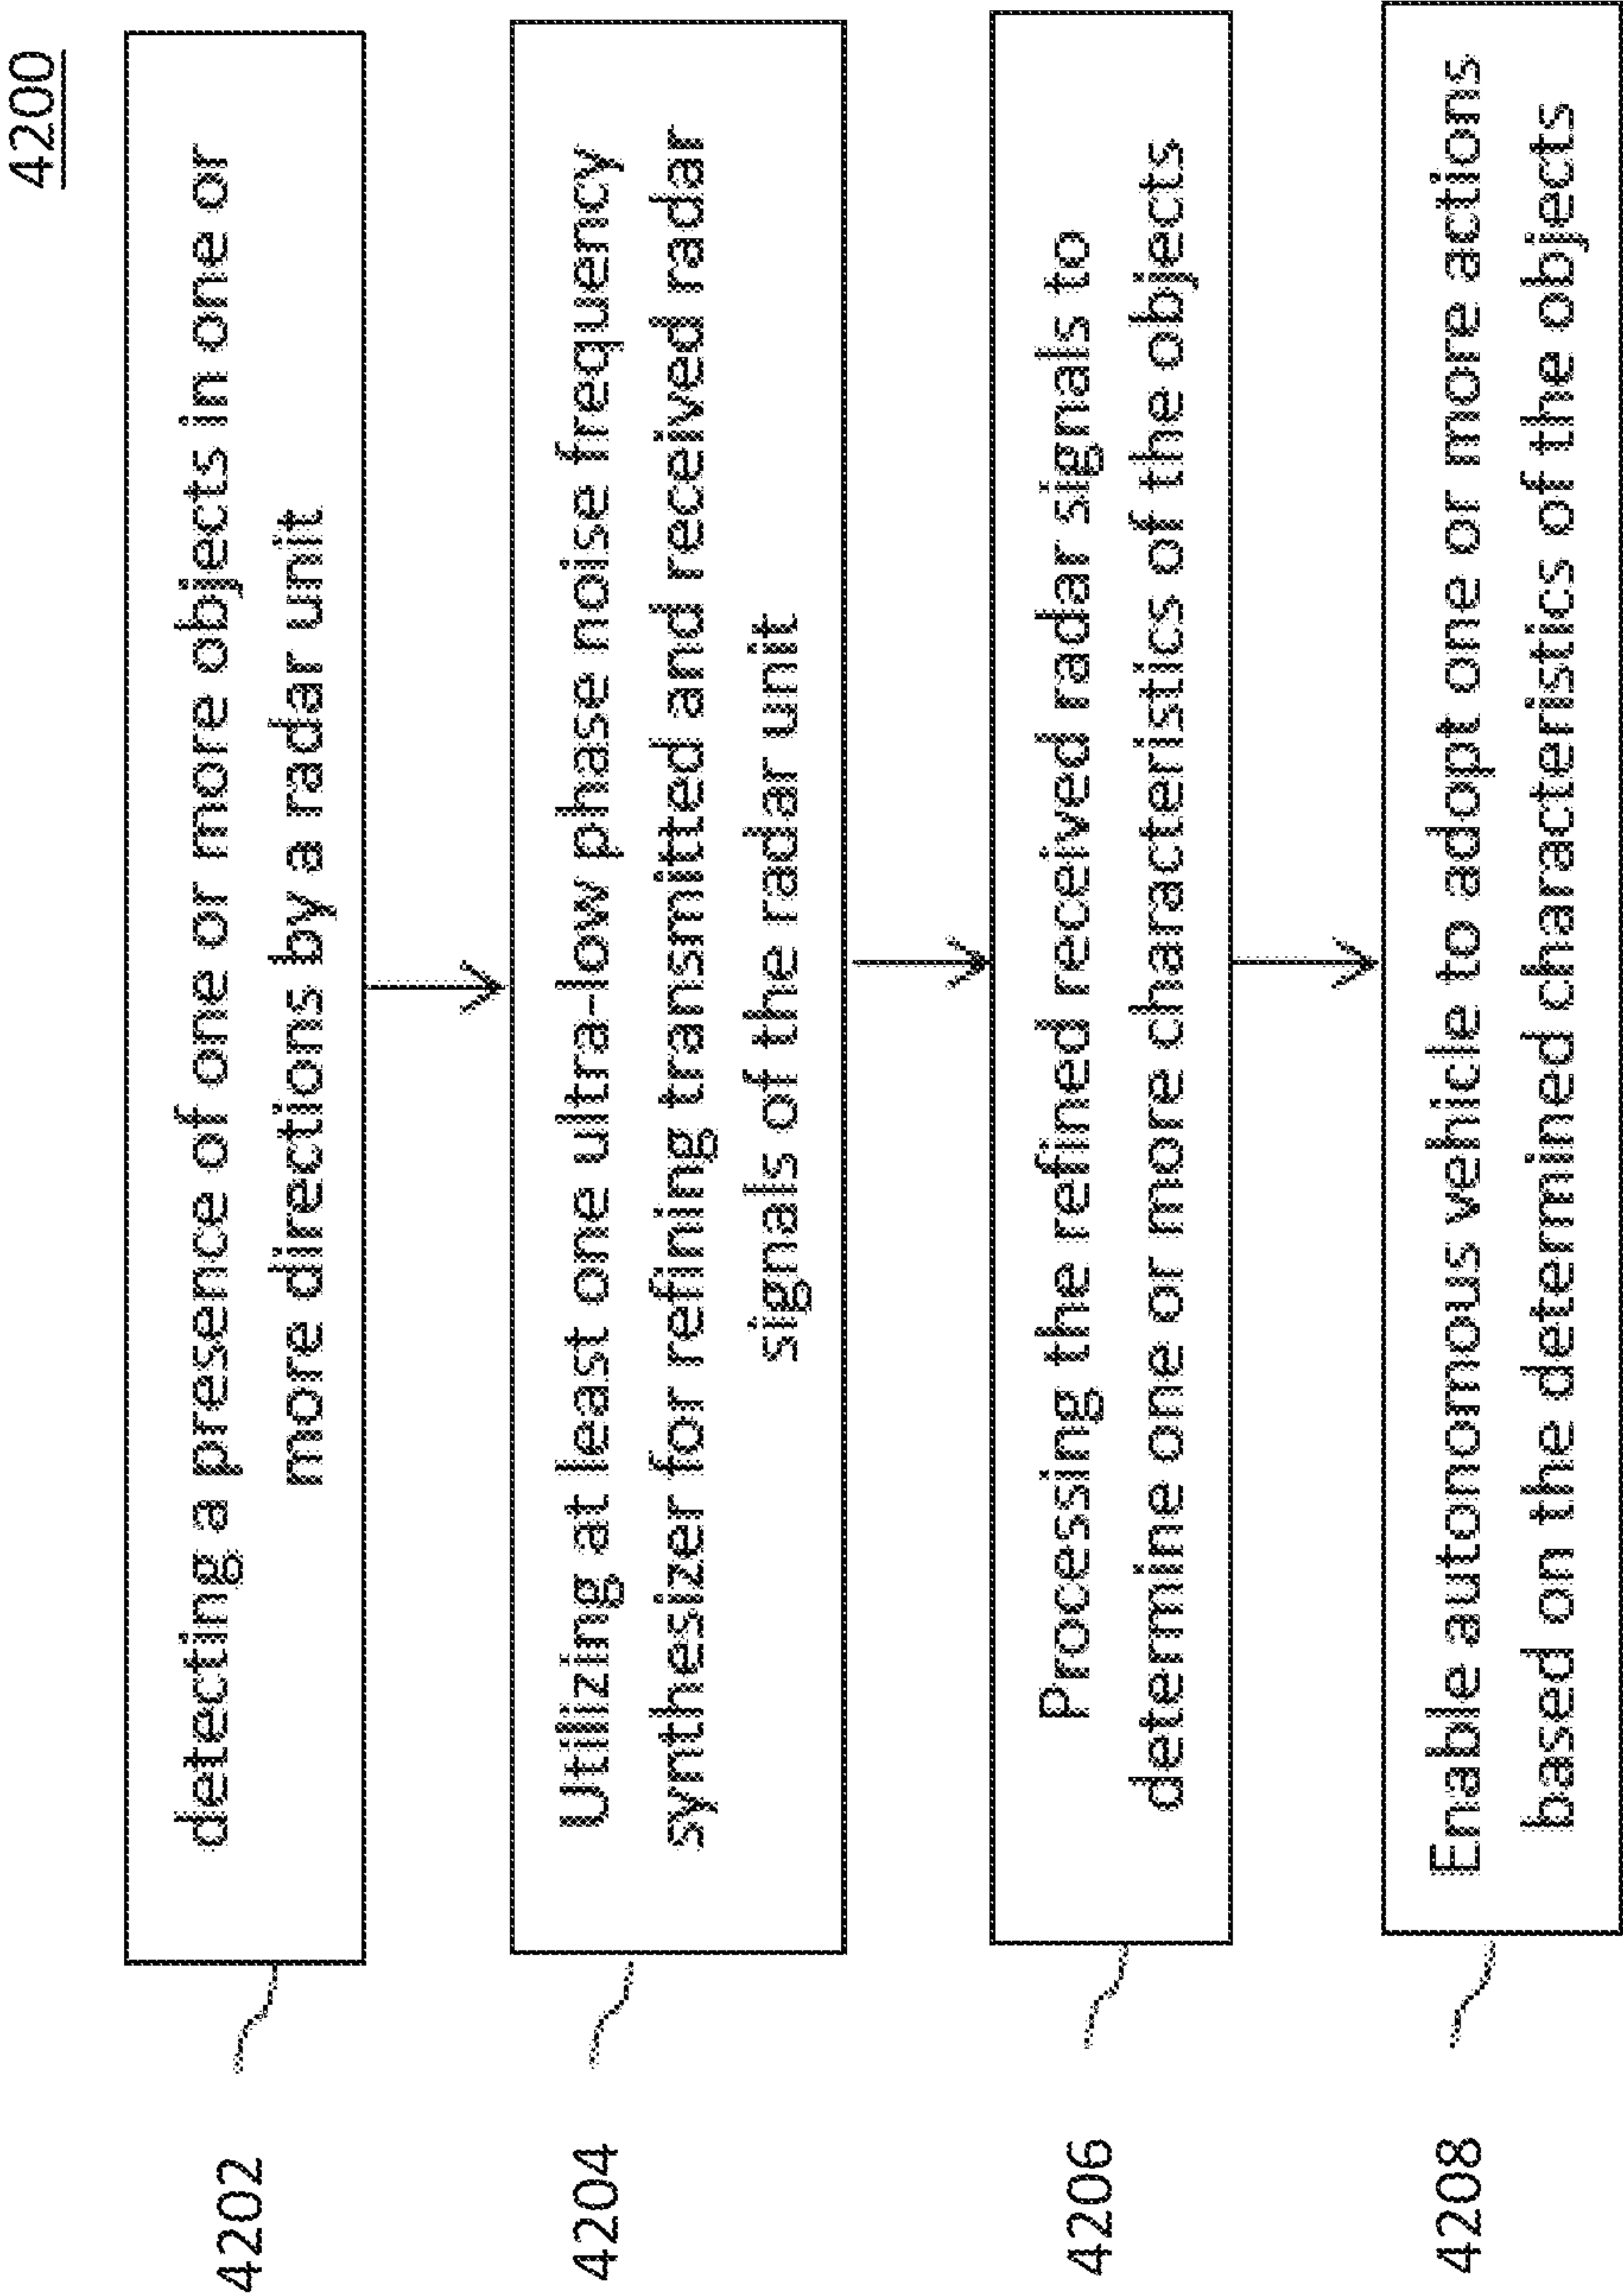 4200
4202
detecting a presence of one or more objects in one or
more directions by a radar unit
4204
Utilizing at least one ultra-low phase noise frequency
synthesizer for refining transmitted and received radar
signals of the radar unit
4206
Processing the refined received radar signals to
determine one or more characteristics of the objects
4208
Enable autonomous vehicle to adopt one or more actions
based on the determined characteristics of the objects